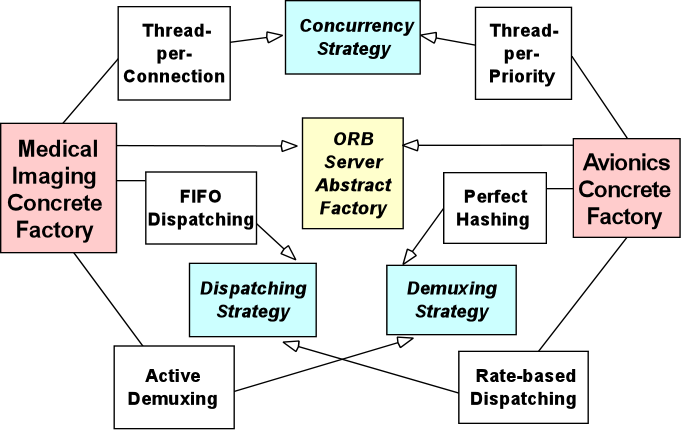 Thread-
per-
Connection
Concurrency
Strategy
Thread-
per-
Priority
Medical
Imaging
Concrete
Factory
ORB
Server
Abstract
Factory
Avionics
Concrete
Factory
FIFO
Dispatching
Perfect
Hashing
Dispatching
Strategy
Demuxing
Strategy
Active
Demuxing
Rate-based
Dispatching